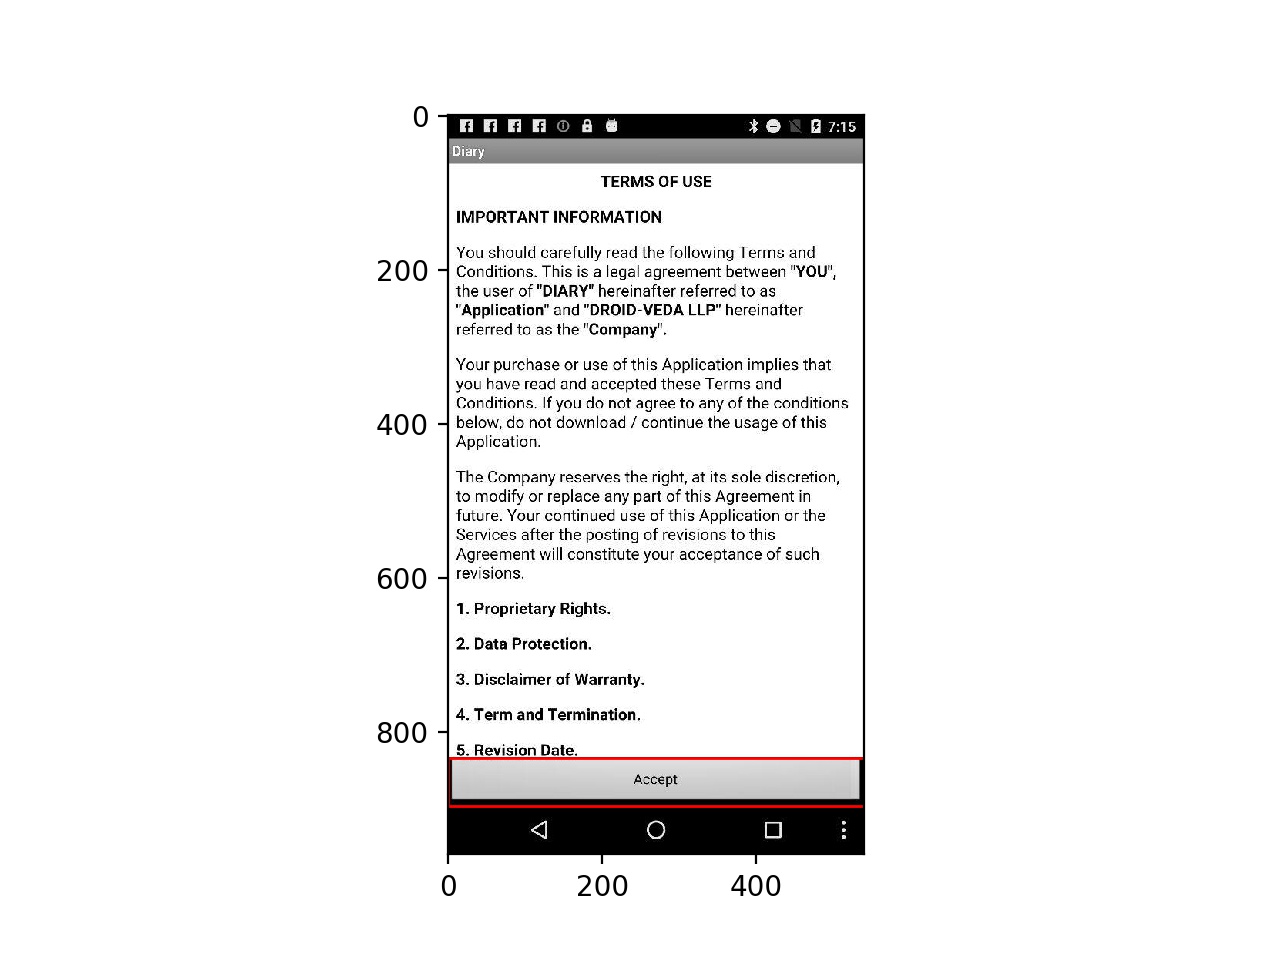 0
200
400
600
800
7:15
Diary
TERMS OF USE
IMPORTANT INFORMATION
You should carefully read the following Terms and
Conditions. This is a legal agreement between "YOU",
the user of "DIARY" hereinafter referred to as
"Application" and "DROID-VEDA LLP" hereinafter
referred to as the "Company".
Your purchase or use of this Application implies that
you have read and accepted these Terms and
Conditions. If you do not agree to any of the conditions
below, do not download / continue the usage of this
Application.
The Company reserves the right, at its sole discretion,
to modify or replace any part of this Agreement in
future. Your continued use of this Application or the
Services after the posting of revisions to this
Agreement will constitute your acceptance of such
revisions.
1. Proprietary Rights.
2. Data Protection.
3. Disclaimer of Warranty.
4. Term and Termination.
5. Revision Date.
Accept
0
200
400